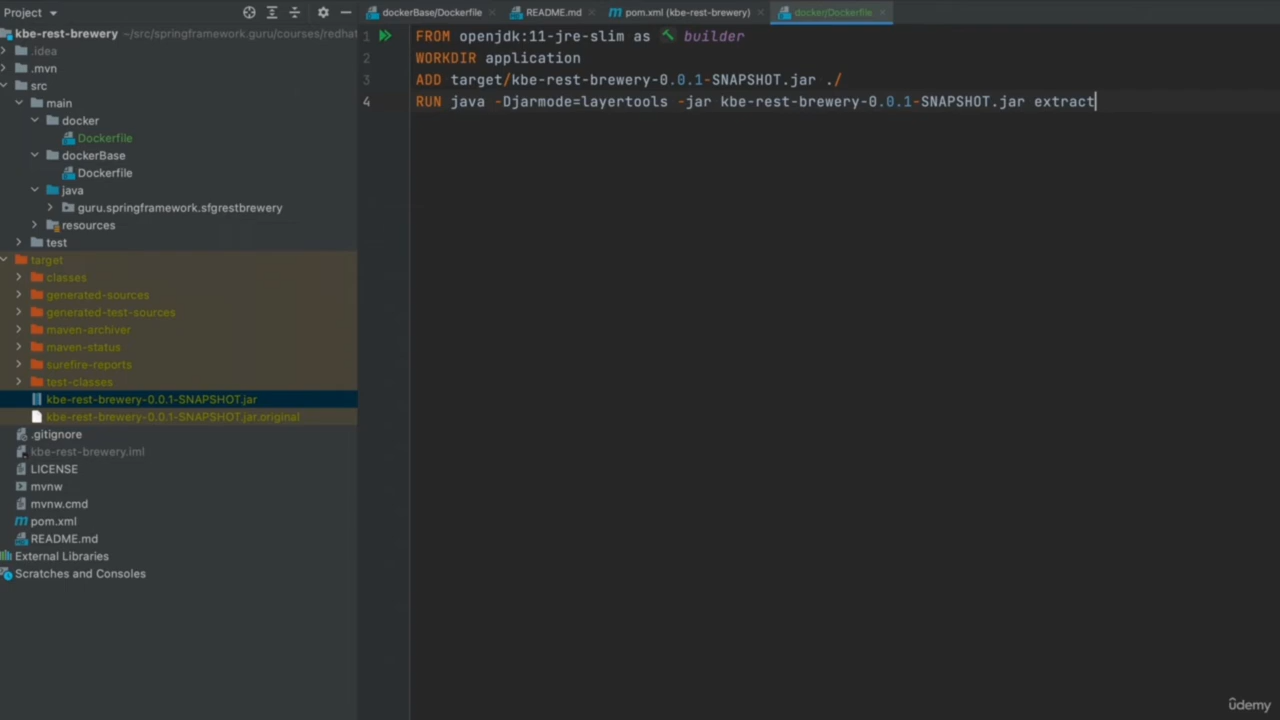 Project
dockerBase/Dockerfile
README.md
pom.xml (kbe-rest-brewery)
docker/Dockerfile
kbe-rest-brewery ~/src/springframework.guru/courses/redhat
.idea
.mvn
src
main
docker
Dockerfile
dockerBase
Dockerfile
java
guru.springframework.sfgrestbrewery
resources
test
target
classes
generated-sources
generated-test-sources
maven-archiver
maven-status
surefire-reports
test-classes
kbe-rest-brewery-0.0.1-SNAPSHOT.jar
kbe-rest-brewery-0.0.1-SNAPSHOT.jar.original
.gitignore
kbe-rest-brewery.iml
LICENSE
mvnw
mvnw.cmd
pom.xml
README.md
External Libraries
Scratches and Consoles
1 FROM openjdk:11-jre-slim as builder
2 WORKDIR application
3 ADD target/kbe-rest-brewery-0.0.1-SNAPSHOT.jar ./
4 RUN java -Djarmode=layertools -jar kbe-rest-brewery-0.0.1-SNAPSHOT.jar extract
ûdemy